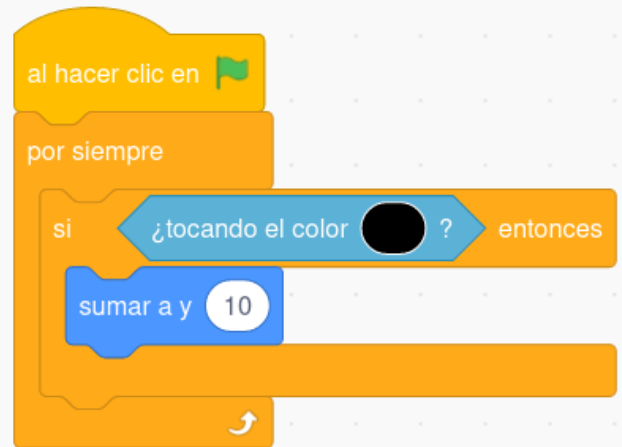 al hacer clic en
por siempre
si ¿tocando el color ? entonces
sumar a y 10